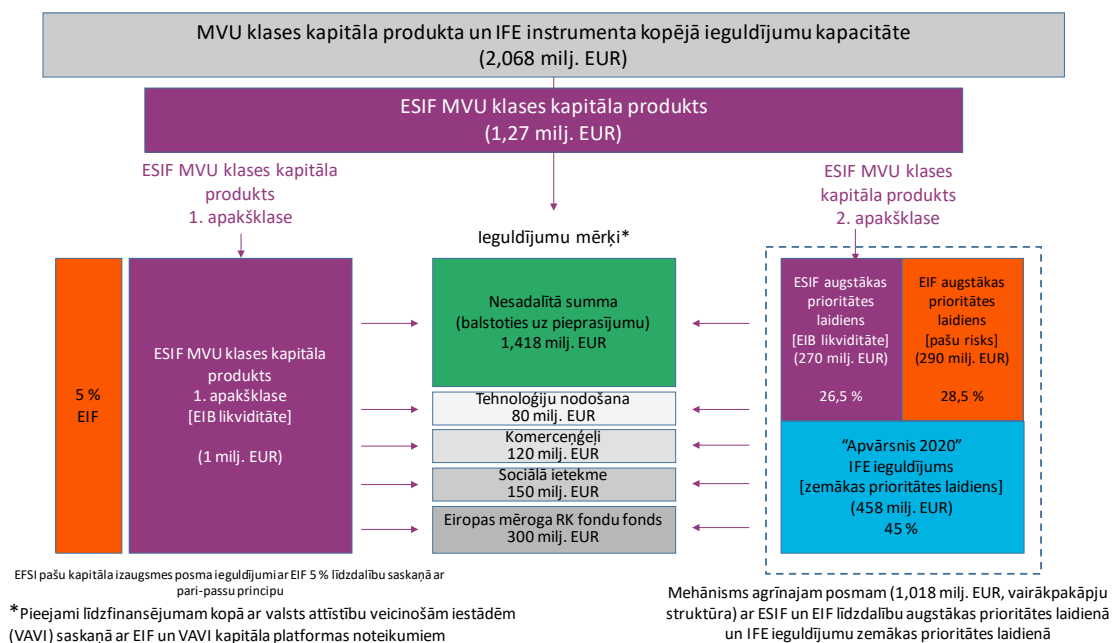 MVU klases kapitāla produkta un IFE instrumenta kopējā ieguldījumu kapacitāte
(2,068 milj. EUR)
ESIF MVU klases kapitāla produkts
(1,27 milj. EUR)
ESIF MVU klases kapitāla
produkts
1. apakšklase
ESIF MVU klases
kapitāla produkts
2. apakšklase
Ieguldījumu mērķi*
5 %
EIF
ESIF MVU klases kapitāla
produkts
1. apakšklase
[EIB likviditāte]
(1 milj. EUR)
Nesadalītā summa
(balstoties uz pieprasījumu)
1,418 milj. EUR
Tehnoloģiju nodošana
80 milj. EUR
Komerceņģeļi
120 milj. EUR
Sociālā ietekme
150 milj. EUR
Eiropas mēroga RK fondu fonds
300 milj. EUR
ESIF augstākas
prioritātes
laidiens
[EIB likviditāte]
(270 milj. EUR)
26,5 %
EIF augstākas
prioritātes
laidiens
[pašu risks]
(290 milj. EUR)
28,5 %
“Apvārsnis 2020”
IFE ieguldījums
[zemākas prioritātes laidiens]
(458 milj. EUR)
45 %
EFSI pašu kapitāla izaugsmes posma ieguldījumi ar EIF 5 % līdzdalību saskaņā ar
pari-passu principu
*Pieejami līdzfinansējumam kopā ar valsts attīstību veicinošām iestādēm
(VAVI) saskaņā ar EIF un VAVI kapitāla platformas noteikumiem
Mehānisms agrīnajam posmam (1,018 milj. EUR, vairākpakāpju
struktūra) ar ESIF un EIF līdzdalību augstākas prioritātes laidienā
un IFE ieguldījumu zemākas prioritātes laidienā